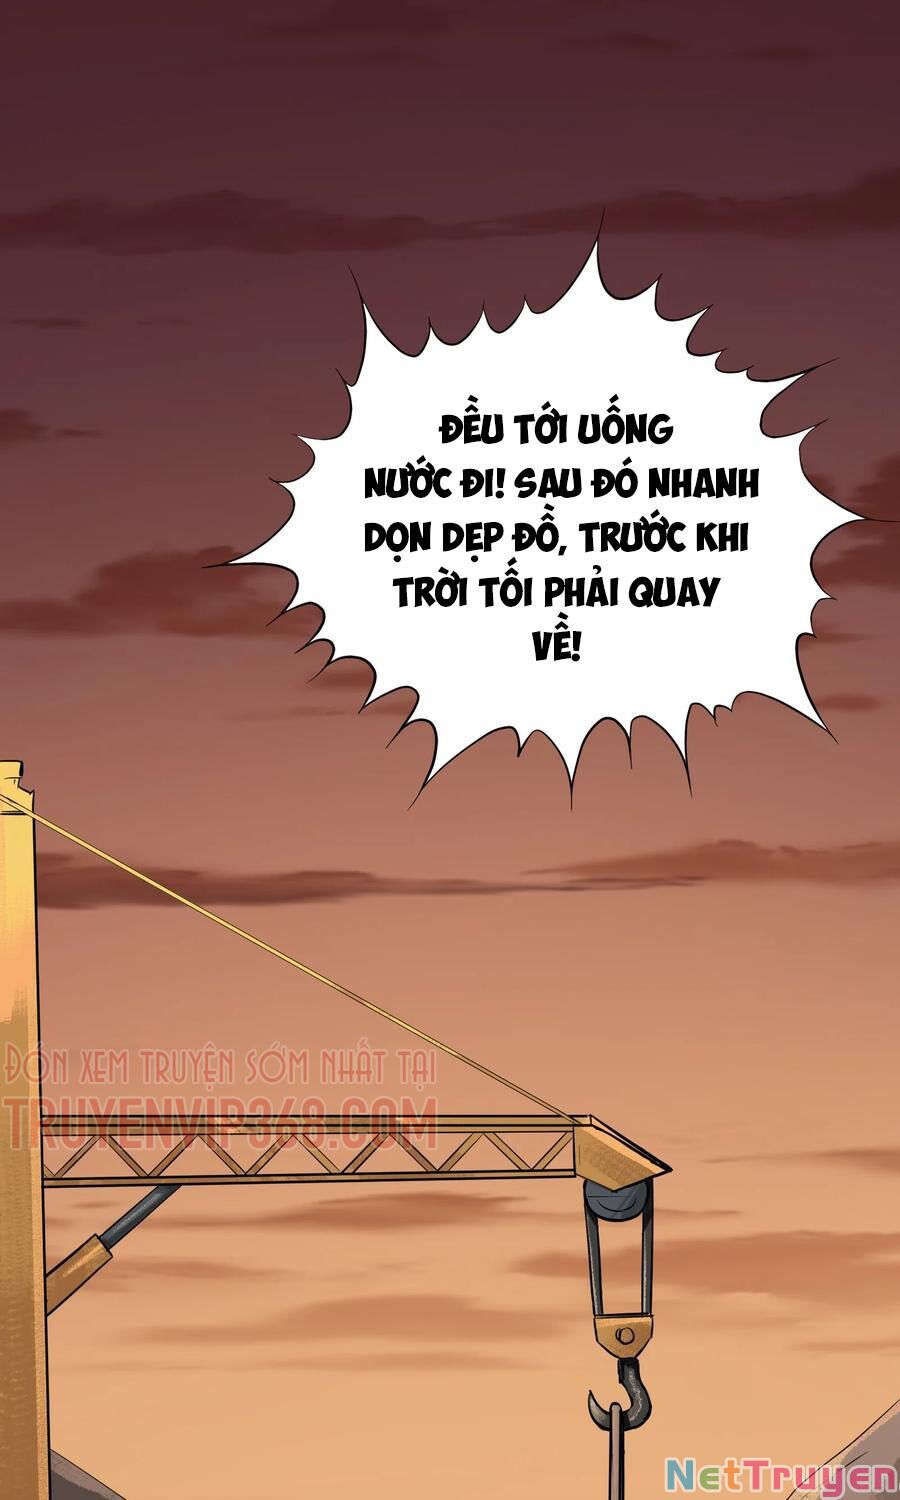 ĐỀU TỚI UỐNG
NƯỚC ĐI! SAU ĐÓ NHANH
DỌN DẸP ĐỒ, TRƯỚC KHI
TRỜI TỐI PHẢI QUAY
VỀ!
ĐÓN XEM TRUYỆN SỚM NHẤT TẠI
TRUYENVIP368.COM
NetTruyen